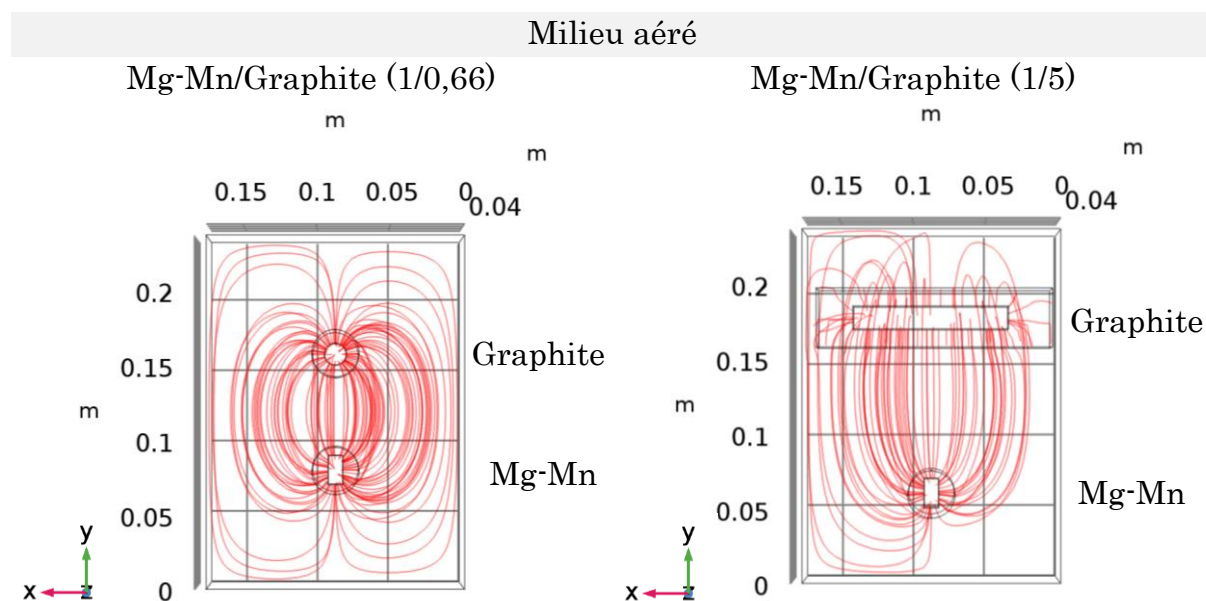 Milieu aéré
Mg-Mn/Graphite (1/0,66)
m
m
0.15 0.1 0.05 0
0.04
0.2
0.15
m
0.1
0.05
0
Graphite
Mg-Mn
y
x
z
Mg-Mn/Graphite (1/5)
m
m
0.15 0.1 0.05 0
0.04
0.2
0.15
m
0.1
0.05
0
Graphite
Mg-Mn
y
x
z